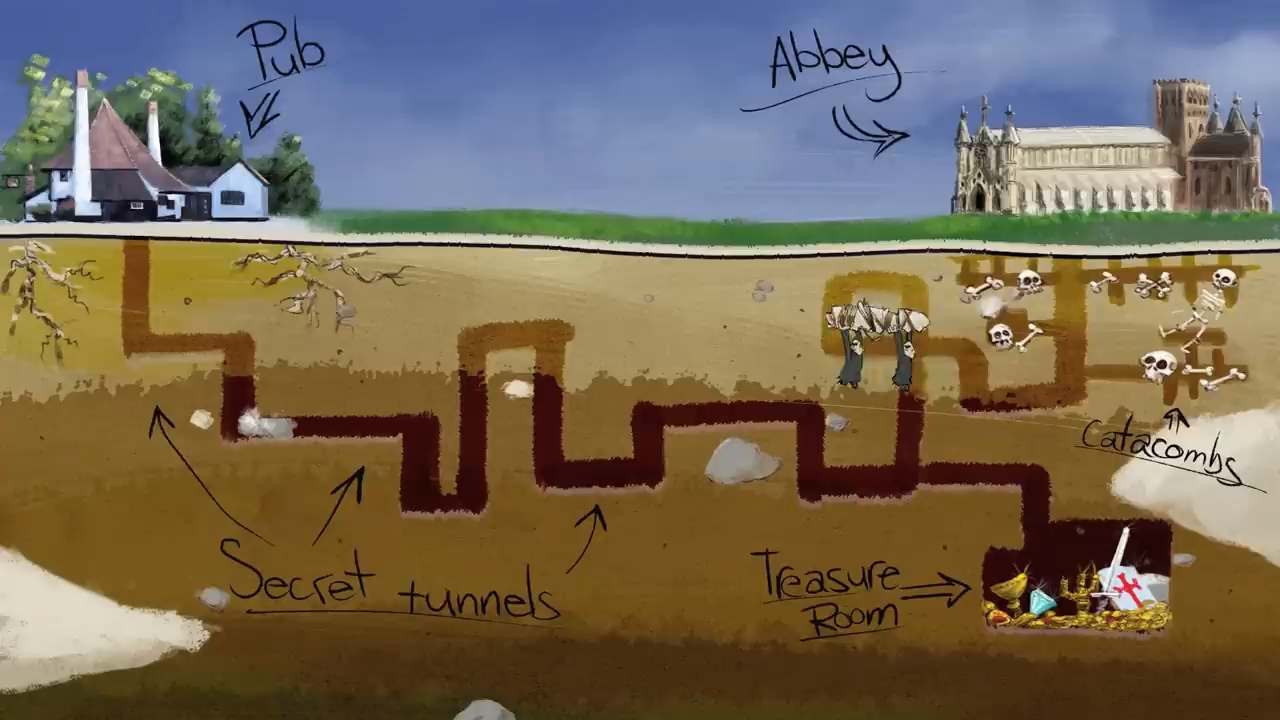 Pub
Abbey
Catacombs
Secret tunnels
Treasure
Room